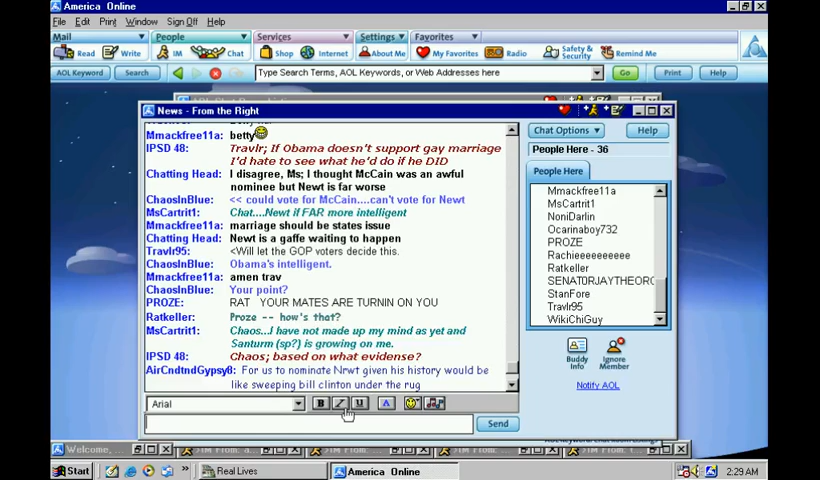 America Online
File Edit Print Window Sign Off Help
Mail People Services Settings Favorites
Read Write IM Chat Shop Internet About Me My Favorites Radio Safety & Security Remind Me
AOL Keyword Search Type Search Terms, AOL Keywords, or Web Addresses here Go Print Help
News - From the Right
Mmackfree11a: betty
IPSD 48: Travlr; If Obama doesn't support gay marriage
I'd hate to see what he'd do if he DID
Chatting Head: I disagree, Ms; I thought McCain was an awful
nominee but Newt is far worse
ChaosInBlue: << could vote for McCain....can't vote for Newt
MsCartrit1: Chat....Newt if FAR more intelligent
Mmackfree11a: marriage should be states issue
Chatting Head: Newt is a gaffe waiting to happen
Travlr95: <Will let the GOP voters decide this.
ChaosInBlue: Obama's intelligent.
Mmackfree11a: amen trav
ChaosInBlue: Your point?
PROZE: RAT YOUR MATES ARE TURNIN ON YOU
Ratkeller: Proze -- how's that?
MsCartrit1: Chaos...I have not made up my mind as yet and
Santurm (sp?) is growing on me.
IPSD 48: Chaos; based on what evidense?
AirCndtndGypsy8: For us to nominate Nrwt given his history would be
like sweeping bill clinton under the rug
Arial B I U A
Send
Chat Options Help
People Here - 36
People Here
Mmackfree11a
MsCartrit1
NoniDarlin
Ocarinaboy732
PROZE
Rachieeeeeeeeee
Ratkeller
SENATØRJAYTHEORC
StanFore
Travlr95
WikiChiGuy
Buddy Info
Ignore Member
Notify AOL
Welcome,
Start Real Lives America Online 2:29 AM